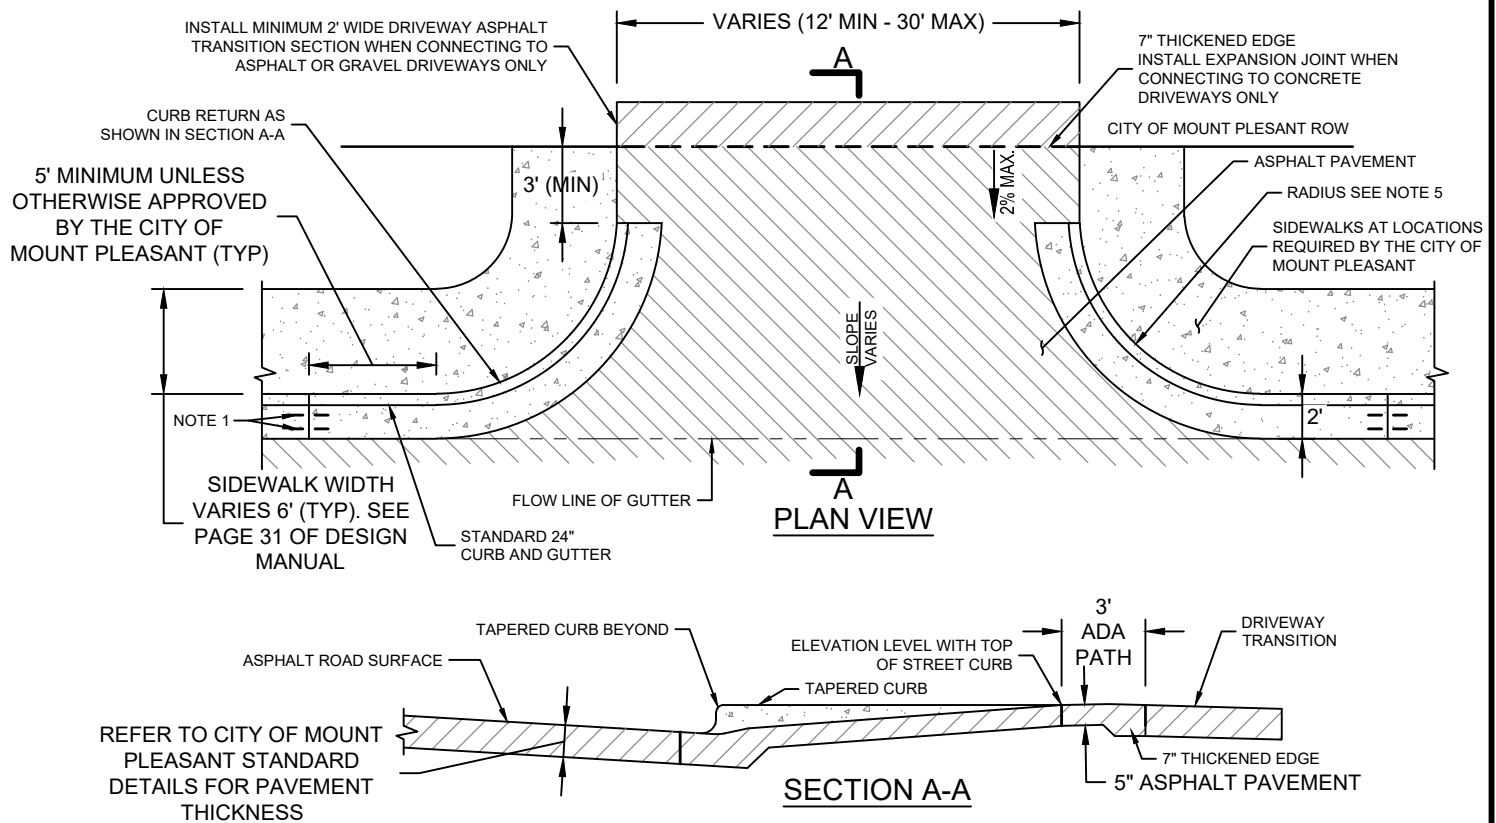 INSTALL MINIMUM 2' WIDE DRIVEWAY ASPHALT
TRANSITION SECTION WHEN CONNECTING TO
ASPHALT OR GRAVEL DRIVEWAYS ONLY
VARIES (12' MIN - 30' MAX)
A
7" THICKENED EDGE
INSTALL EXPANSION JOINT WHEN
CONNECTING TO CONCRETE
DRIVEWAYS ONLY
CURB RETURN AS
SHOWN IN SECTION A-A
CITY OF MOUNT PLESANT ROW
5' MINIMUM UNLESS
OTHERWISE APPROVED
BY THE CITY OF
MOUNT PLEASANT (TYP)
3' (MIN)
2% MAX.
ASPHALT PAVEMENT
RADIUS SEE NOTE 5
SIDEWALKS AT LOCATIONS
REQUIRED BY THE CITY OF
MOUNT PLEASANT
SLOPE
VARIES
NOTE 1
2'
SIDEWALK WIDTH
VARIES 6' (TYP). SEE
PAGE 31 OF DESIGN
MANUAL
FLOW LINE OF GUTTER
STANDARD 24"
CURB AND GUTTER
A
PLAN VIEW
TAPERED CURB BEYOND
ASPHALT ROAD SURFACE
ELEVATION LEVEL WITH TOP
OF STREET CURB
TAPERED CURB
3'
ADA
PATH
DRIVEWAY
TRANSITION
REFER TO CITY OF MOUNT
PLEASANT STANDARD
DETAILS FOR PAVEMENT
THICKNESS
7" THICKENED EDGE
5" ASPHALT PAVEMENT
SECTION A-A